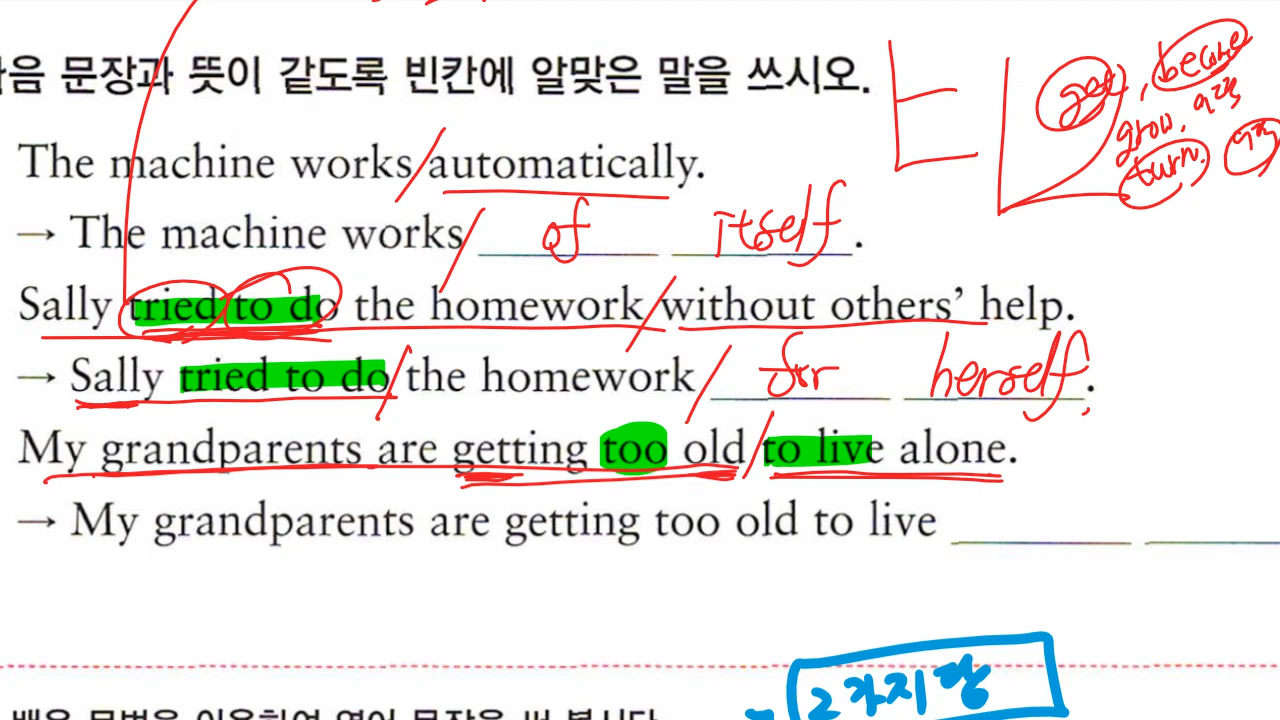 다음 문장과 뜻이 같도록 빈칸에 알맞은 말을 쓰시오.
get, become
grow,
turn.
The machine works/automatically.
→ The machine works/ of itself.
Sally tried to do the homework/without others' help.
→ Sally tried to do/the homework/ for herself.
My grandparents are getting too old/to live alone.
→ My grandparents are getting too old to live
2가지